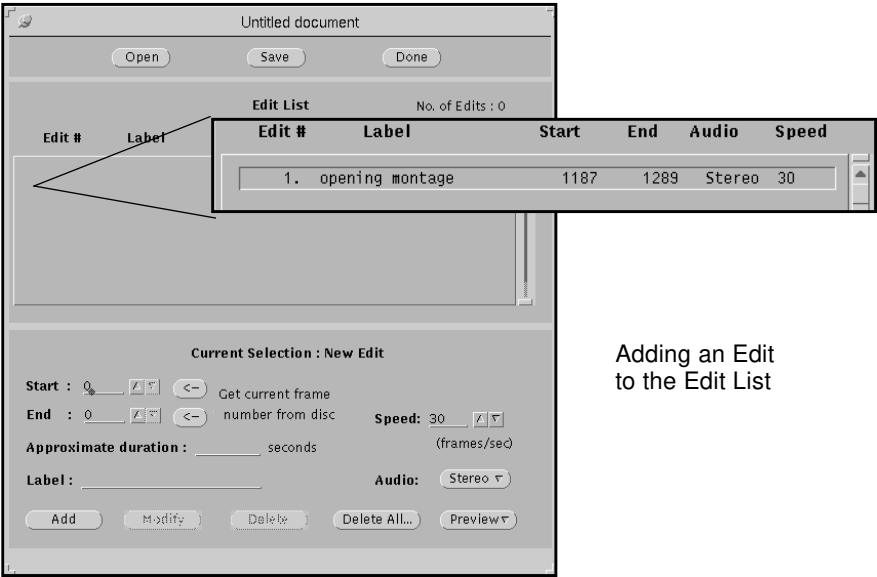 Untitled document
Open Save Done
Edit List No. of Edits : 0
Edit # Label
Edit # Label Start End Audio Speed
1. opening montage 1187 1289 Stereo 30
Adding an Edit
to the Edit List
Current Selection : New Edit
Start : 0 <- Get current frame
End : 0 <- number from disc Speed: 30
Approximate duration : seconds (frames/sec)
Label : Audio: Stereo
Add Modify Delete Delete All... Preview